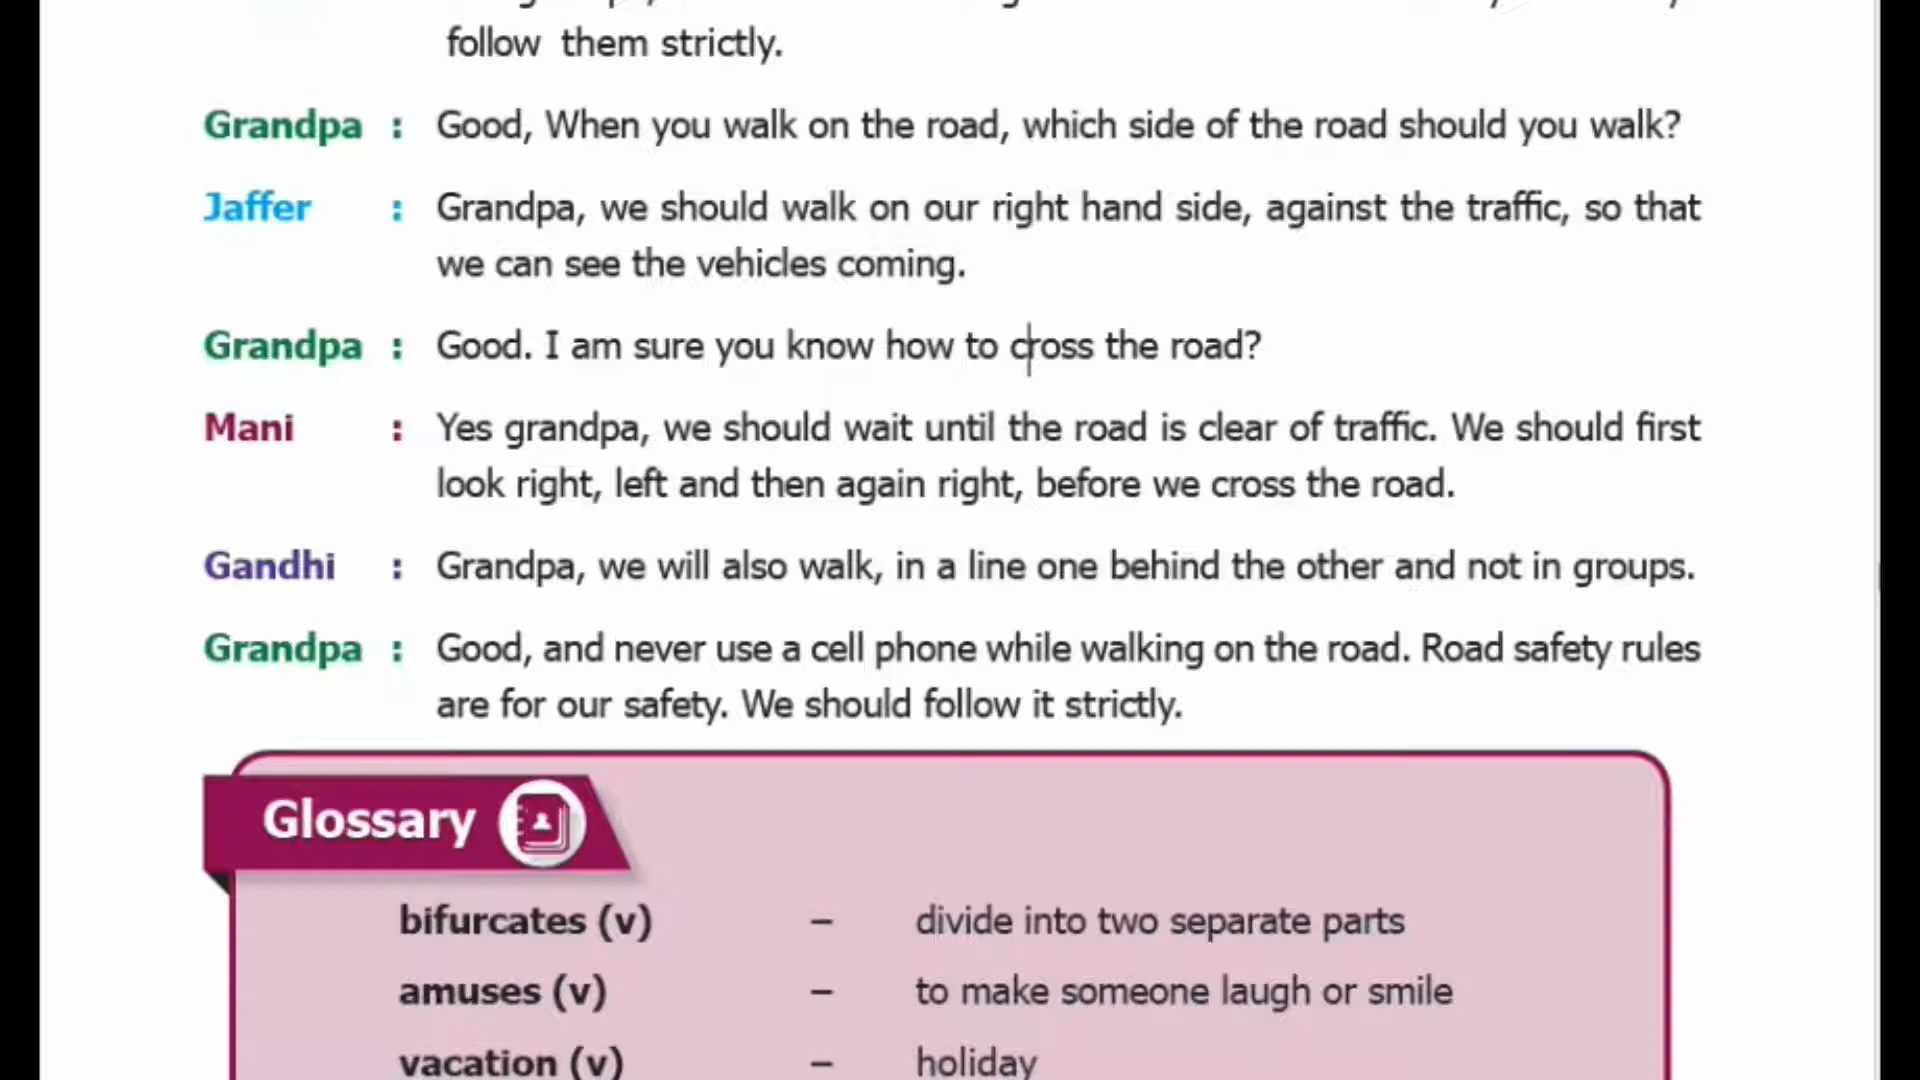 follow them strictly.
Grandpa : Good, When you walk on the road, which side of the road should you walk?
Jaffer : Grandpa, we should walk on our right hand side, against the traffic, so that
we can see the vehicles coming.
Grandpa : Good. I am sure you know how to cross the road?
Mani : Yes grandpa, we should wait until the road is clear of traffic. We should first
look right, left and then again right, before we cross the road.
Gandhi : Grandpa, we will also walk, in a line one behind the other and not in groups.
Grandpa : Good, and never use a cell phone while walking on the road. Road safety rules
are for our safety. We should follow it strictly.
Glossary
bifurcates (v) – divide into two separate parts
amuses (v) – to make someone laugh or smile
vacation (v) – holiday